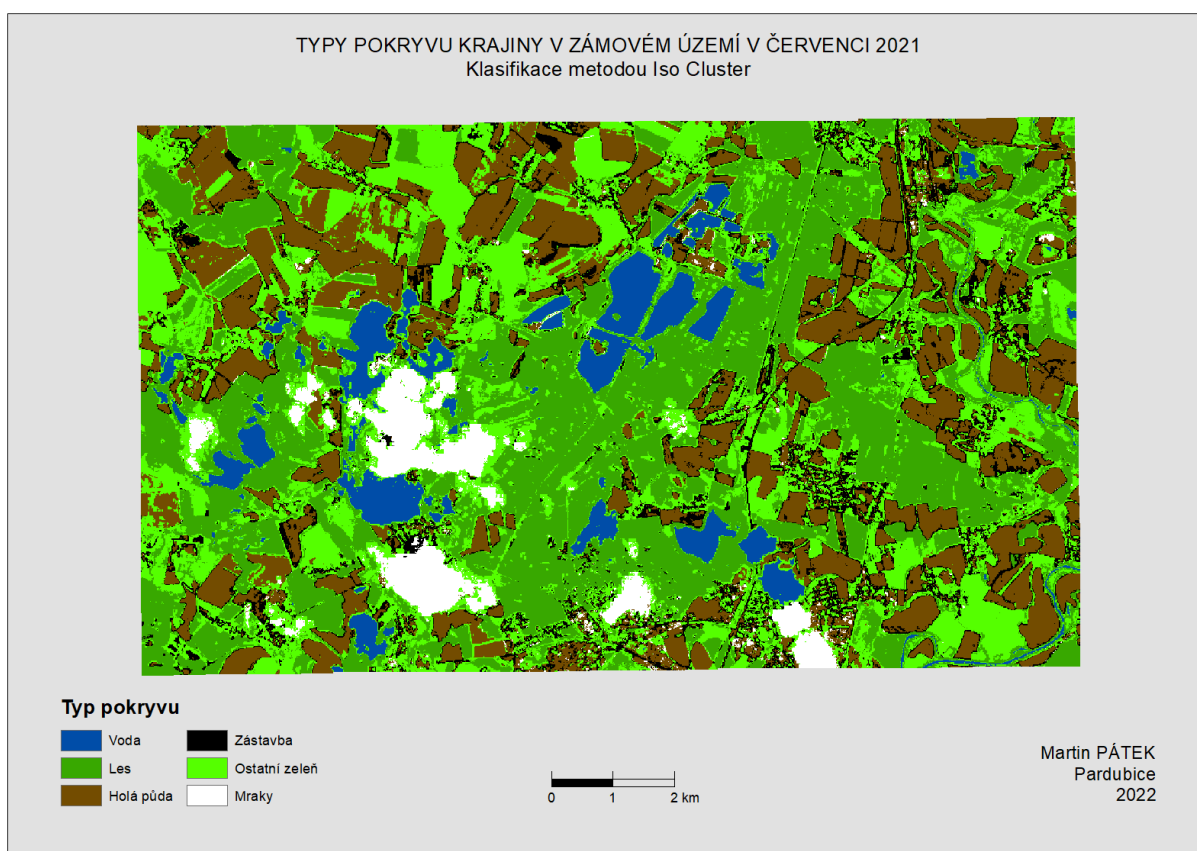 TYPY POKRYVU KRAJINY V ZÁMOVÉM ÚZEMÍ V ČERVENCI 2021
Klasifikace metodou Iso Cluster
Typ pokryvu
Voda
Zástavba
Les
Ostatní zeleň
Holá půda
Mraky
0 1 2 km
Martin PÁTEK
Pardubice
2022